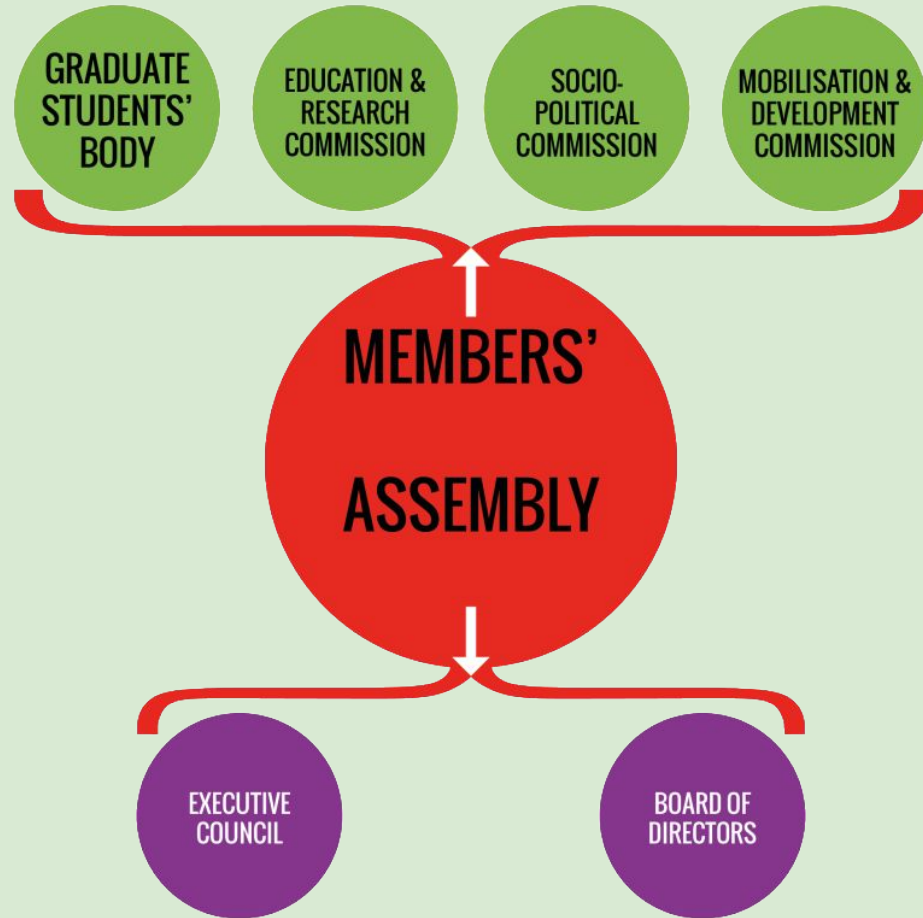 GRADUATE
STUDENTS’
BODY
EDUCATION &
RESEARCH
COMMISSION
SOCIO-
POLITICAL
COMMISSION
MOBILISATION &
DEVELOPMENT
COMMISSION
MEMBERS’
ASSEMBLY
EXECUTIVE
COUNCIL
BOARD OF
DIRECTORS